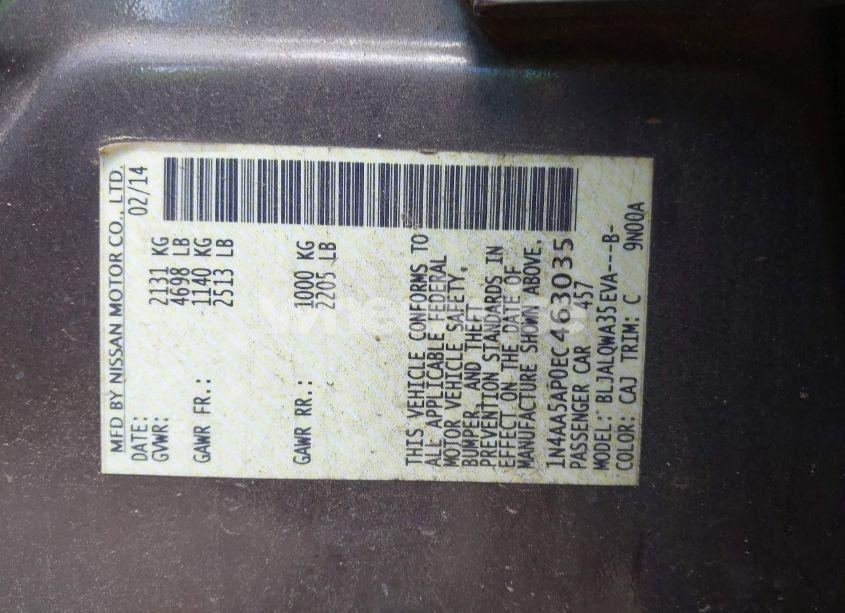 MFD BY NISSAN MOTOR CO., LTD.
DATE: 02/14
GVWR: 2131 KG
4698 LB
GAWR FR.: 1140 KG
2513 LB
GAWR RR.: 1000 KG
2205 LB
THIS VEHICLE CONFORMS TO
ALL APPLICABLE FEDERAL
MOTOR VEHICLE SAFETY,
BUMPER, AND THEFT
PREVENTION STANDARDS IN
EFFECT ON THE DATE OF
MANUFACTURE SHOWN ABOVE.
1N4AA5AP0EC463035
PASSENGER CAR 457
MODEL: BLJALQWA35EVA---B-
COLOR: CAJ TRIM: C 9N00A